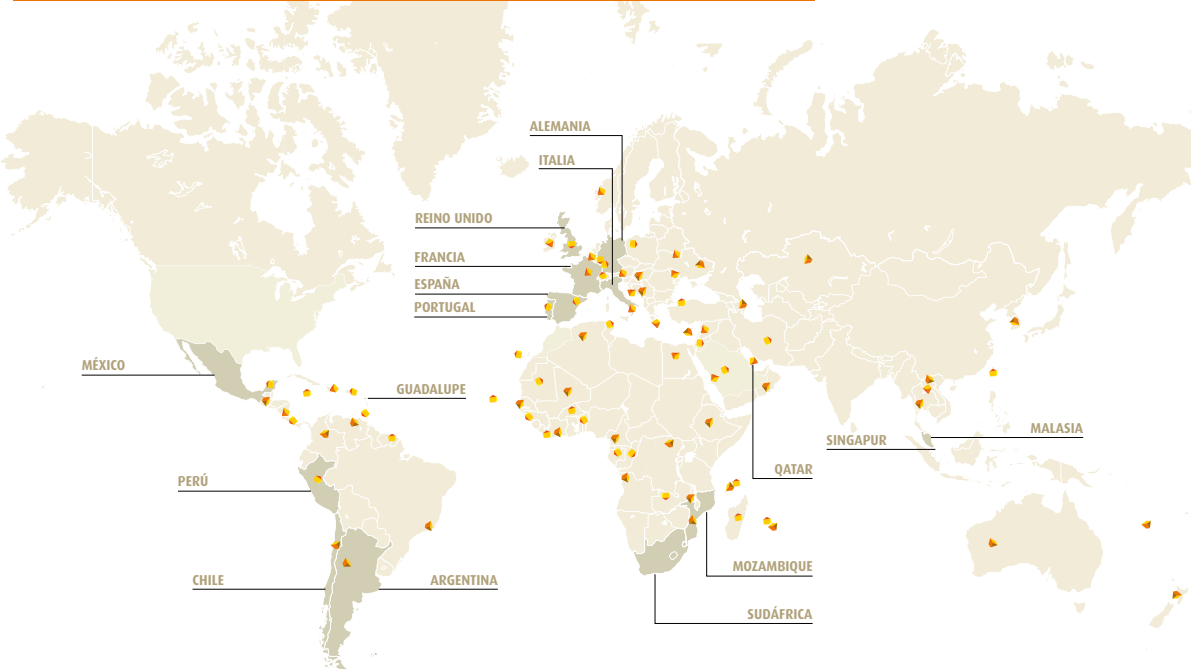 ALEMANIA
ITALIA
REINO UNIDO
FRANCIA
ESPAÑA
PORTUGAL
MÉXICO
GUADALUPE
MALASIA
SINGAPUR
QATAR
PERÚ
MOZAMBIQUE
CHILE
ARGENTINA
SUDÁFRICA